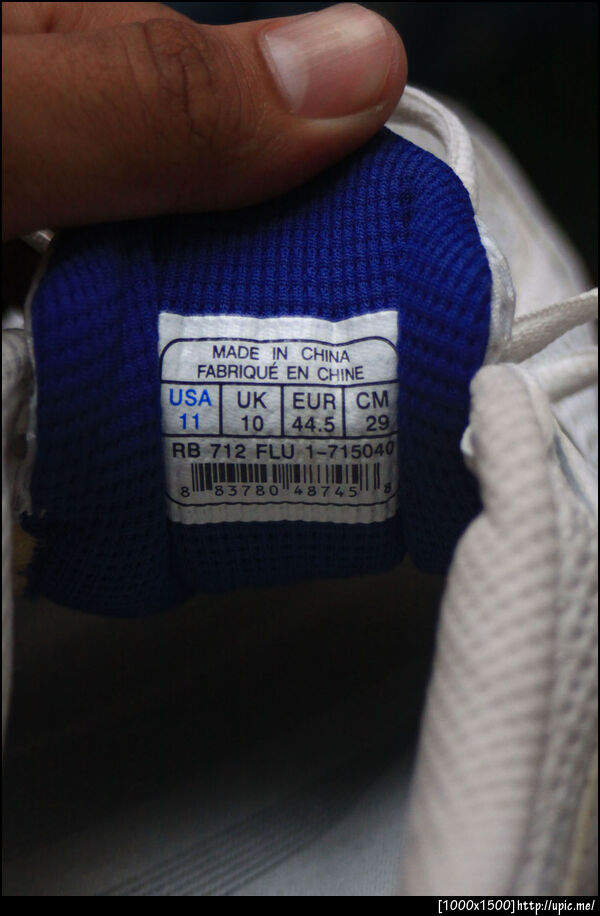 MADE IN CHINA
FABRIQUÉ EN CHINE
USA UK EUR CM
11 10 44.5 29
RB 712 FLU 1-715040
8 83780 48745 8
[1000x1500]http://upic.me/